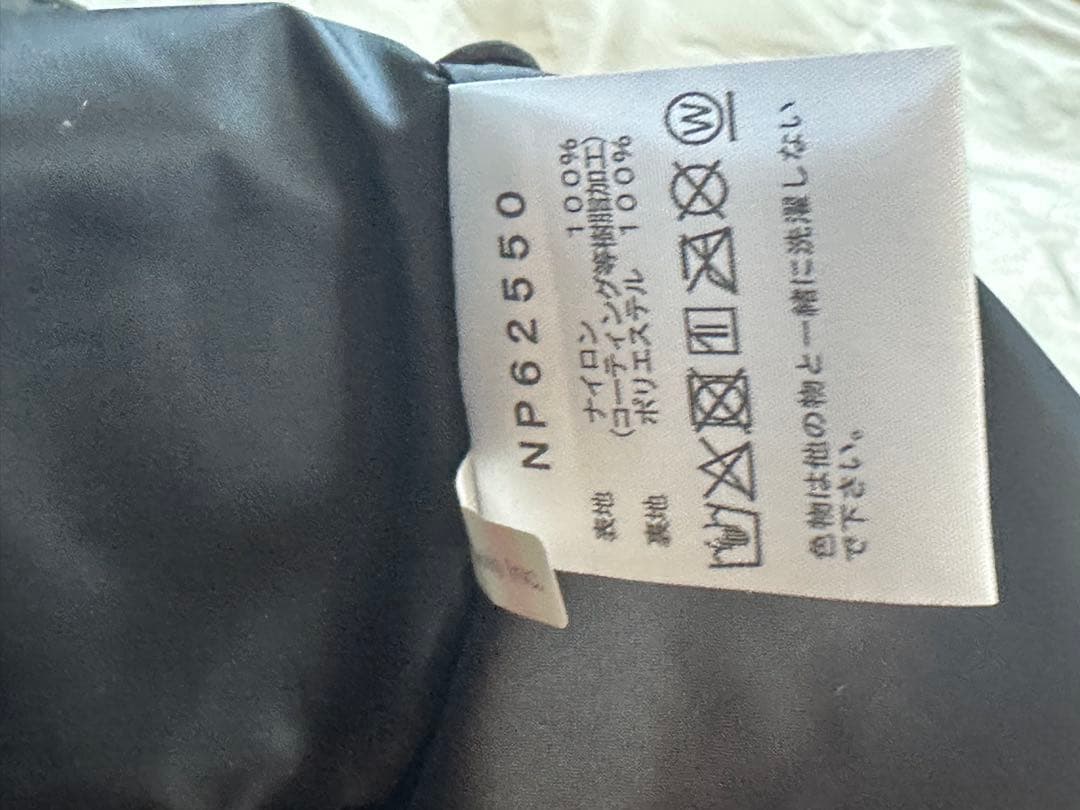 NP62550
表地 ナイロン 100%
(コーティング等樹脂加工)
裏地 ポリエステル 100%
W
色物は他の物と一緒に洗濯しない
で下さい。